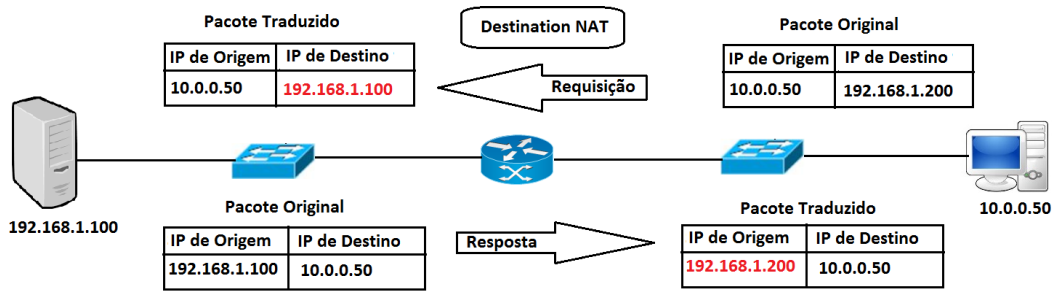 Pacote Traduzido
Destination NAT
Pacote Original
IP de Origem IP de Destino
10.0.0.50 192.168.1.100
Requisição
IP de Origem IP de Destino
10.0.0.50 192.168.1.200
192.168.1.100
10.0.0.50
Pacote Original
IP de Origem IP de Destino
192.168.1.100 10.0.0.50
Resposta
Pacote Traduzido
IP de Origem IP de Destino
192.168.1.200 10.0.0.50